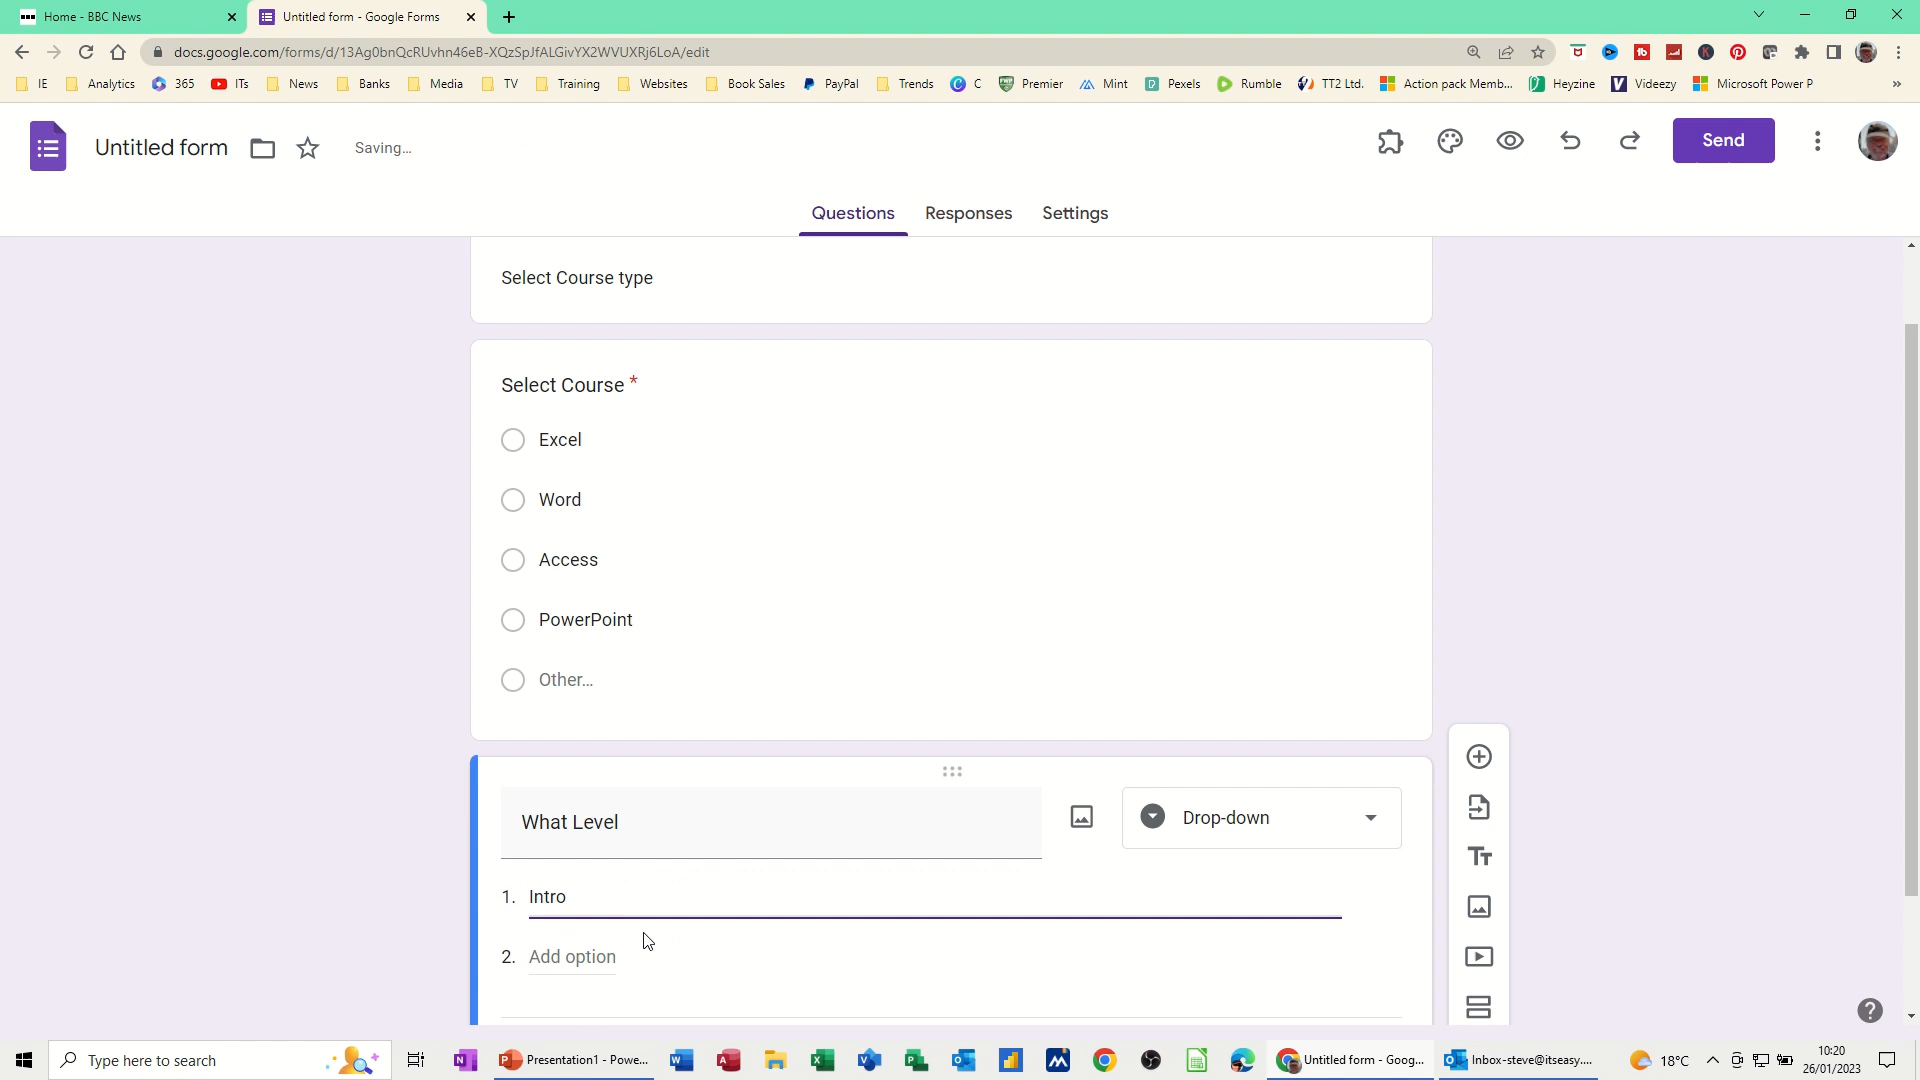 Home - BBC News
Untitled form - Google Forms
docs.google.com/forms/d/13Ag0bnQcRUvhn46eB-XQzSpJfALGivYX2WVUXRj6LoA/edit
IE
Analytics
365
ITs
News
Banks
Media
TV
Training
Websites
Book Sales
PayPal
Trends
C
Premier
Mint
Pexels
Rumble
TT2 Ltd.
Action pack Memb...
Heyzine
Videezy
Microsoft Power P
»
Untitled form
Saving...
Send
Questions
Responses
Settings
Select Course type
Select Course *
Excel
Word
Access
PowerPoint
Other...
What Level
Drop-down
1. Intro
2. Add option
Type here to search
Presentation1 - Powe...
Untitled form - Goog...
Inbox-steve@itseasy....
18°C
10:20
26/01/2023